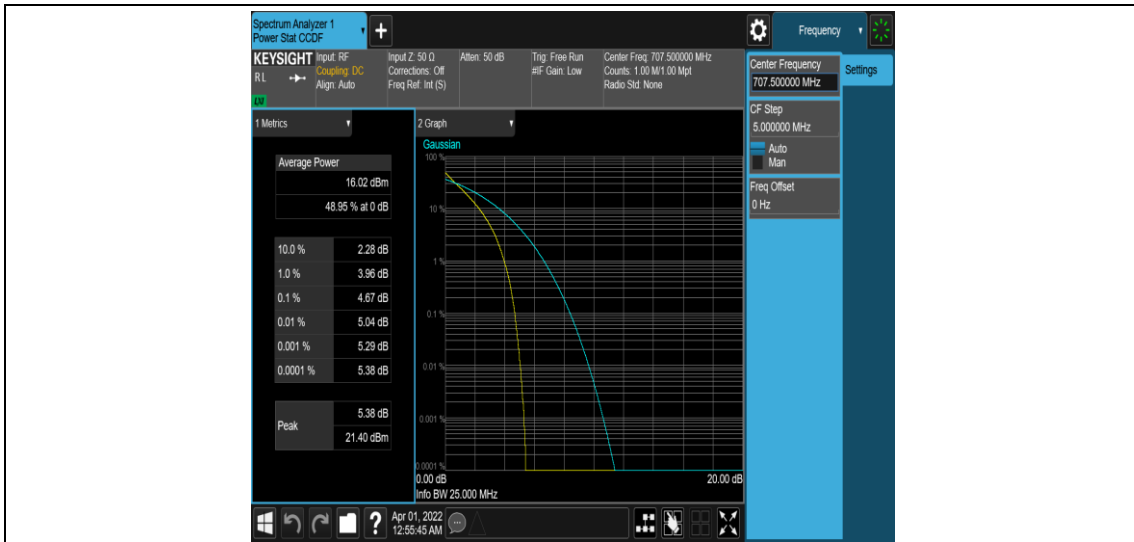 Spectrum Analyzer 1
Power Stat CCDF
+
Frequency
KEYSIGHT
RL
Input: RF
Coupling: DC
Align: Auto
Input Z: 50 Ω
Corrections: Off
Freq Ref: Int (S)
Atten: 50 dB
Trig: Free Run
#IF Gain: Low
Center Freq: 707.500000 MHz
Counts: 1.00 M/1.00 Mpt
Radio Std: None
Center Frequency
707.500000 MHz
Settings
CF Step
5.000000 MHz
Auto
Man
Freq Offset
0 Hz
1 Metrics
Average Power
16.02 dBm
48.95 % at 0 dB
10.0 % 2.28 dB
1.0 % 3.96 dB
0.1 % 4.67 dB
0.01 % 5.04 dB
0.001 % 5.29 dB
0.0001 % 5.38 dB
Peak
5.38 dB
21.40 dBm
2 Graph
Gaussian
100 %
10 %
1 %
0.1 %
0.01 %
0.001 %
0.0001 %
0.00 dB 20.00 dB
Info BW 25.000 MHz
?
Apr 01, 2022
12:55:45 AM